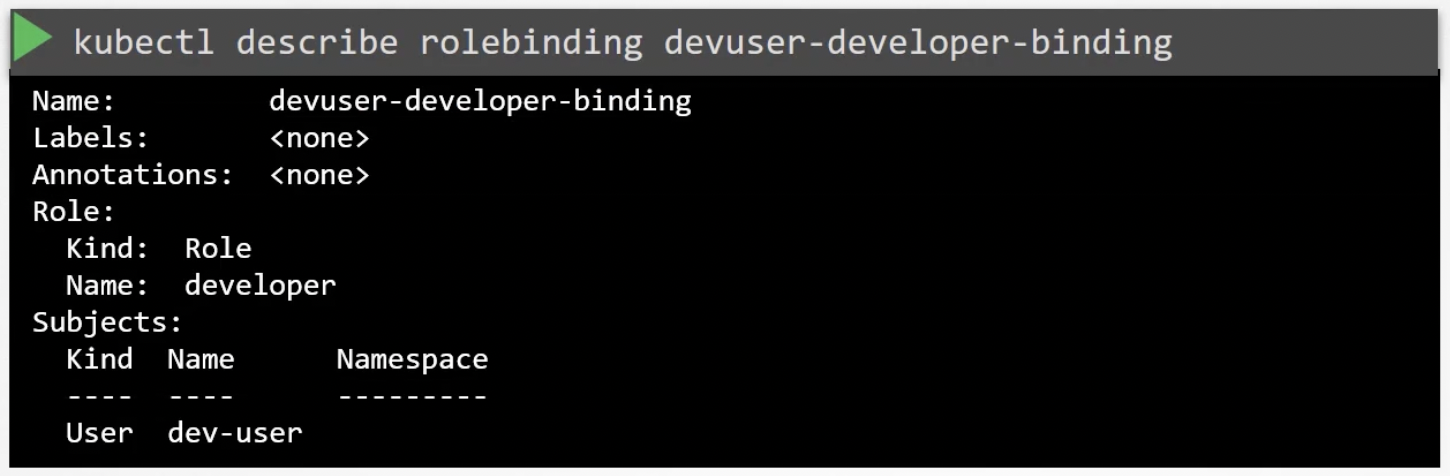 kubectl describe rolebinding devuser-developer-binding
Name:         devuser-developer-binding
Labels:       <none>
Annotations:  <none>
Role:
  Kind:  Role
  Name:  developer
Subjects:
  Kind  Name      Namespace
  ----  ----      ---------
  User  dev-user